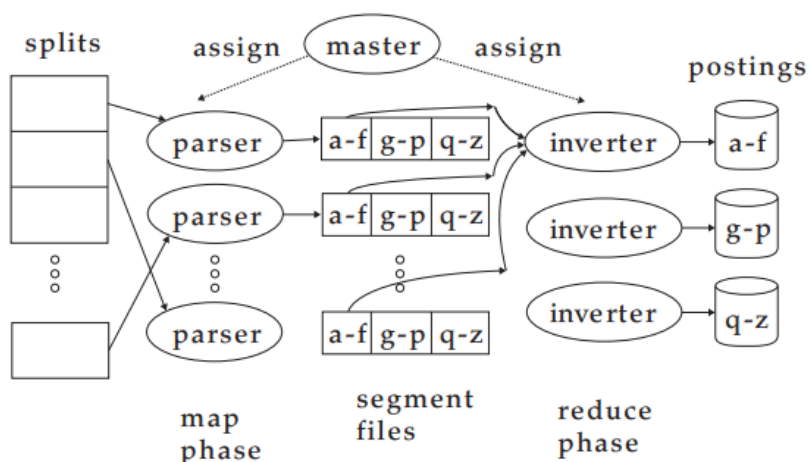 splits
assign
master
assign
postings
parser
a-f g-p q-z
inverter
a-f
parser
a-f g-p q-z
inverter
g-p
parser
a-f g-p q-z
inverter
q-z
map
phase
segment
files
reduce
phase